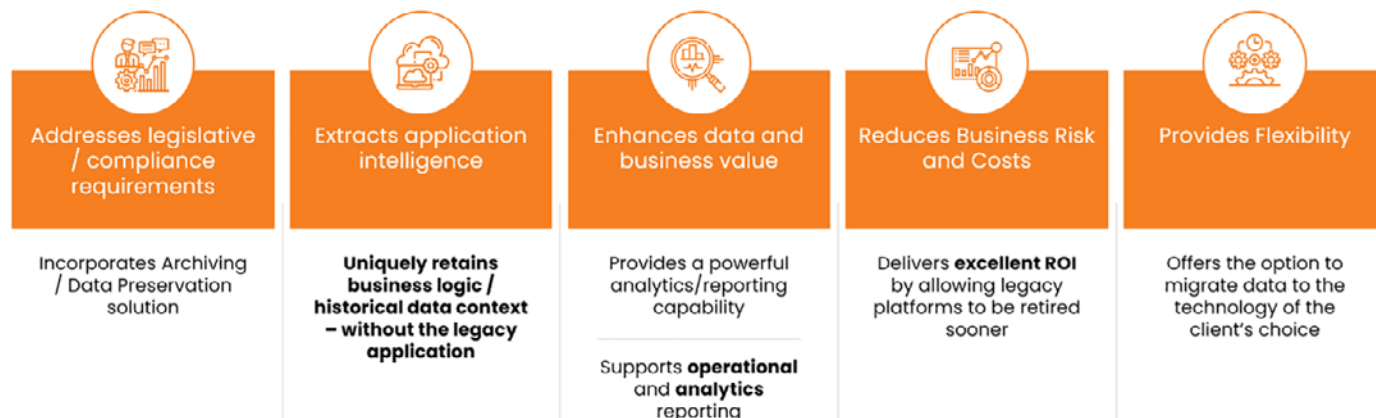 Addresses legislative
/ compliance
requirements
Incorporates Archiving
/ Data Preservation
solution
Extracts application
intelligence
Uniquely retains
business logic /
historical data context
– without the legacy
application
Enhances data and
business value
Provides a powerful
analytics/reporting
capability
Supports operational
and analytics
reporting
Reduces Business Risk
and Costs
Delivers excellent ROI
by allowing legacy
platforms to be retired
sooner
Provides Flexibility
Offers the option to
migrate data to the
technology of the
client's choice